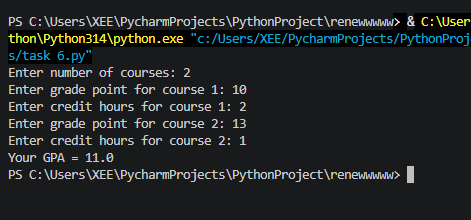 PS C:\Users\XEE\PycharmProjects\PythonProject\renewwwww> & C:\User
thon\Python314\python.exe "c:/Users/XEE/PycharmProjects/PythonProj
s/task 6.py"
Enter number of courses: 2
Enter grade point for course 1: 10
Enter credit hours for course 1: 2
Enter grade point for course 2: 13
Enter credit hours for course 2: 1
Your GPA = 11.0
PS C:\Users\XEE\PycharmProjects\PythonProject\renewwwww>